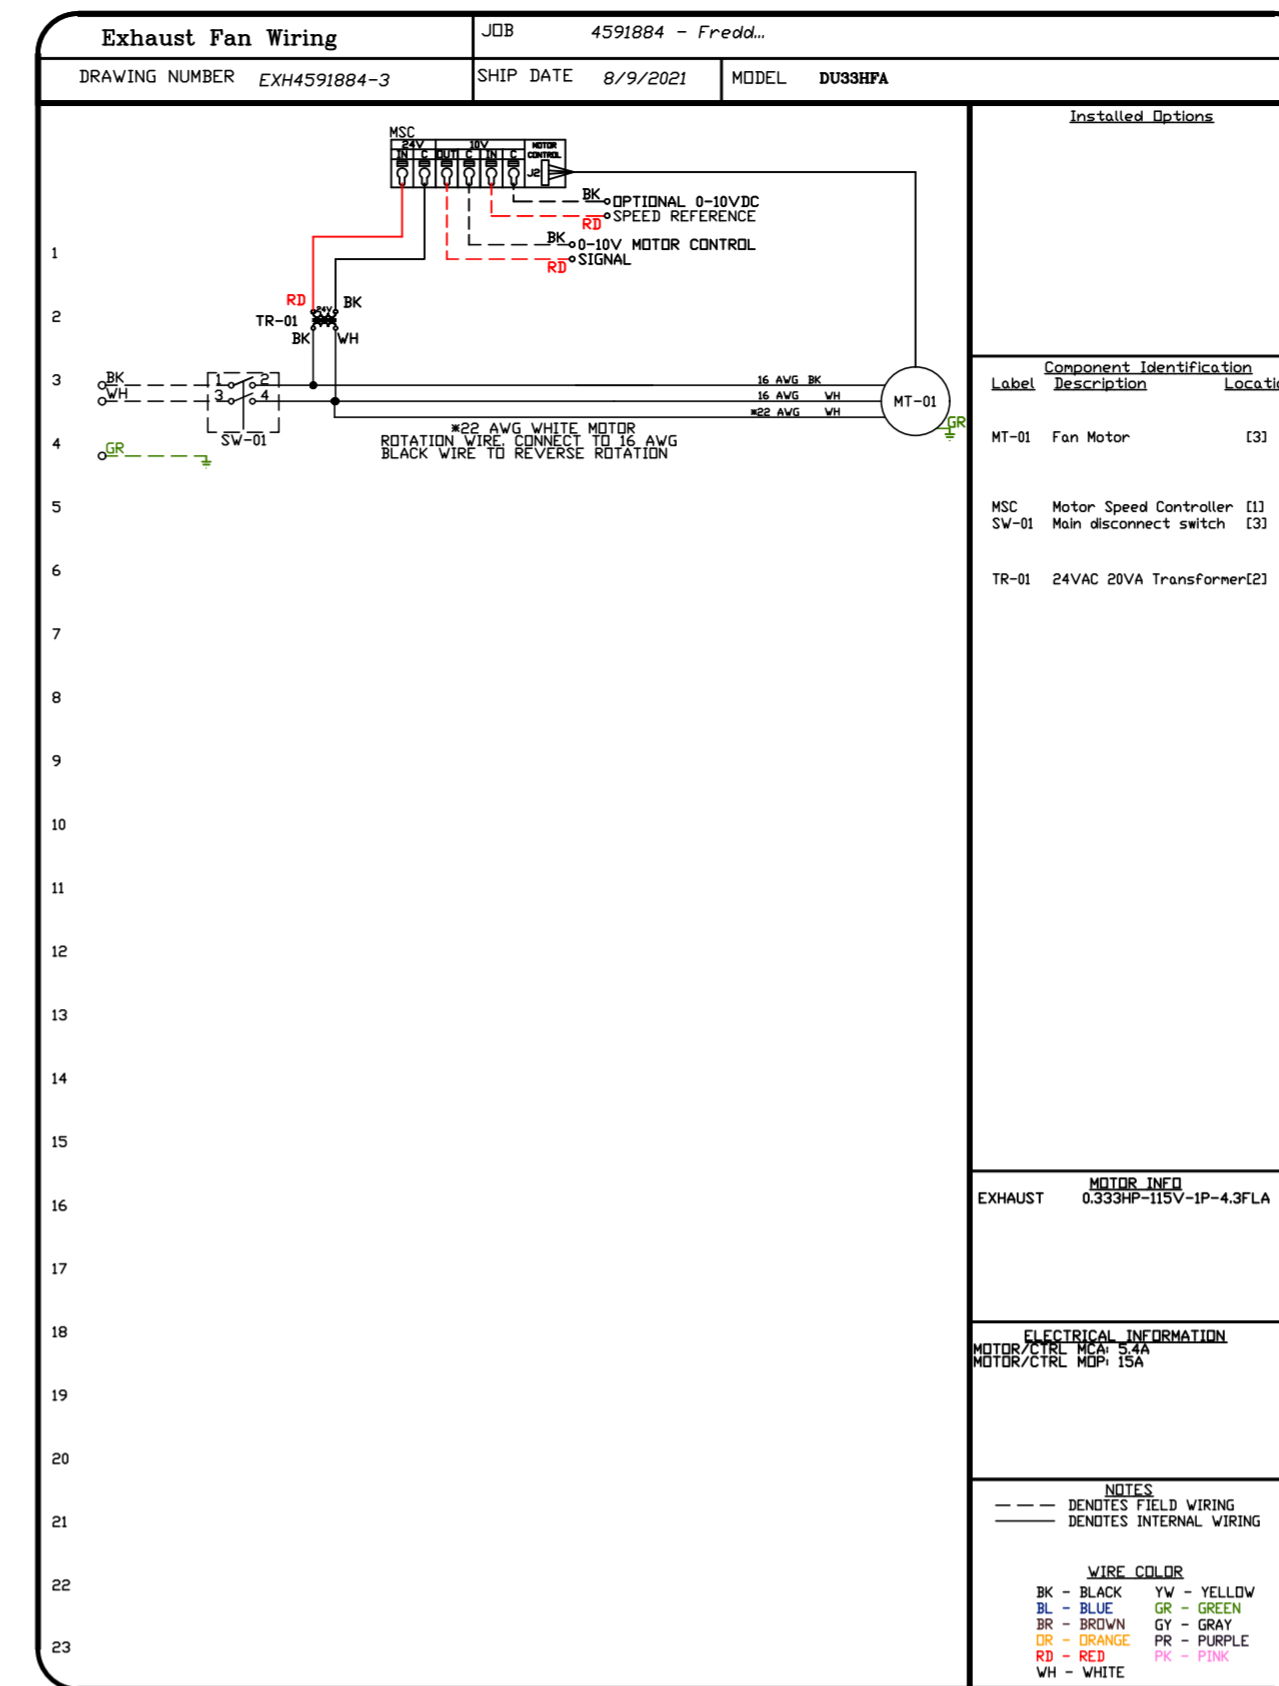 Exhaust Fan Wiring
JOB 4591884 - Fredd...
DRAWING NUMBER EXH4591884-3
SHIP DATE 8/9/2021
MODEL DU33HFA
MSC
24V 10V MOTOR CONTROL
IN C OUT C IN C
J2
BK OPTIONAL 0-10VDC
RD SPEED REFERENCE
BK 0-10V MOTOR CONTROL
RD SIGNAL
RD BK
24V
TR-01
BK WH
BK 1 2
WH 3 4
SW-01
GR
16 AWG BK
16 AWG WH
*22 AWG WH
MT-01
GR
*22 AWG WHITE MOTOR
ROTATION WIRE. CONNECT TO 16 AWG
BLACK WIRE TO REVERSE ROTATION
1
2
3
4
5
6
7
8
9
10
11
12
13
14
15
16
17
18
19
20
21
22
23
Installed Options
Component Identification
Label Description Locatio
MT-01 Fan Motor [3]
MSC Motor Speed Controller [1]
SW-01 Main disconnect switch [3]
TR-01 24VAC 20VA Transformer[2]
MOTOR INFO
EXHAUST 0.333HP-115V-1P-4.3FLA
ELECTRICAL INFORMATION
MOTOR/CTRL MCA: 5.4A
MOTOR/CTRL MOP: 15A
NOTES
DENOTES FIELD WIRING
DENOTES INTERNAL WIRING
WIRE COLOR
BK - BLACK YW - YELLOW
BL - BLUE GR - GREEN
BR - BROWN GY - GRAY
OR - ORANGE PR - PURPLE
RD - RED PK - PINK
WH - WHITE